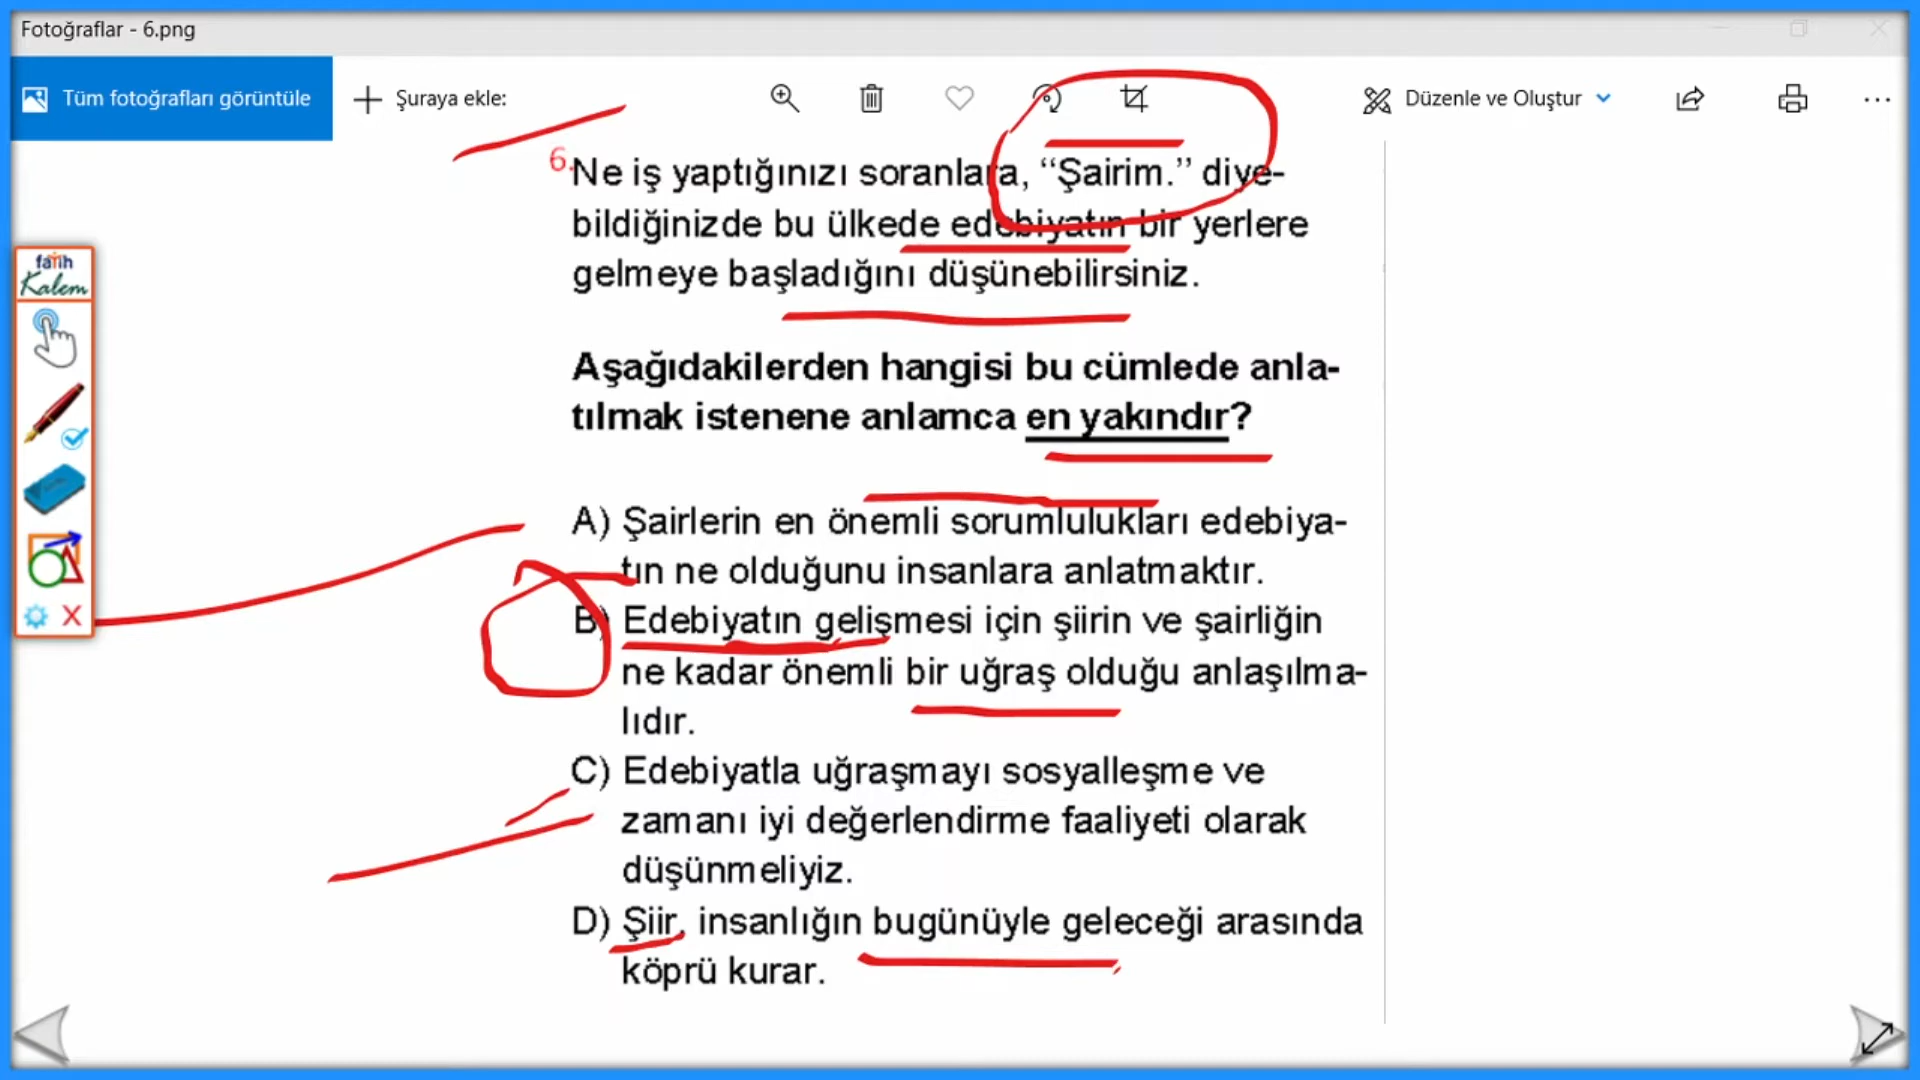 Fotoğraflar - 6.png
Tüm fotoğrafları görüntüle
Şuraya ekle:
Düzenle ve Oluştur
fatih
Kalem
6. Ne iş yaptığınızı soranlara, “Şairim.” diye-
bildiğinizde bu ülkede edebiyatın bir yerlere
gelmeye başladığını düşünebilirsiniz.
Aşağıdakilerden hangisi bu cümlede anla-
tılmak istenene anlamca en yakındır?
A) Şairlerin en önemli sorumlulukları edebiya-
tın ne olduğunu insanlara anlatmaktır.
B) Edebiyatın gelişmesi için şiirin ve şairliğin
ne kadar önemli bir uğraş olduğu anlaşılma-
lıdır.
C) Edebiyatla uğraşmayı sosyalleşme ve
zamanı iyi değerlendirme faaliyeti olarak
düşünmeliyiz.
D) Şiir, insanlığın bugünüyle geleceği arasında
köprü kurar.